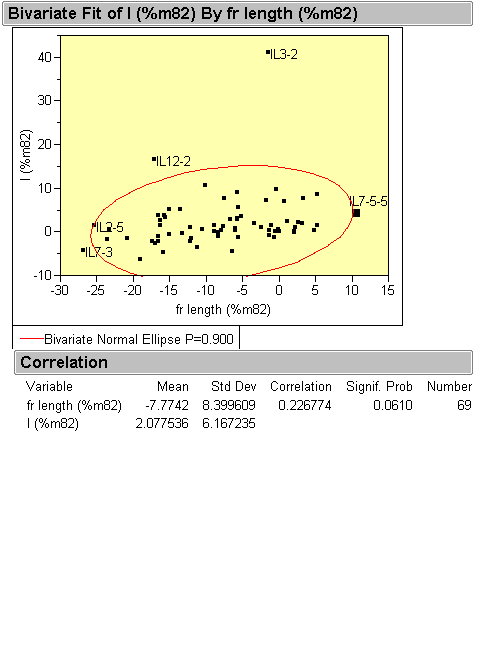 Bivariate Fit of l (%m82) By fr length (%m82)
40
30
20
10
0
-10
l (%m82)
IL3-2
IL12-2
IL7-5-5
IL2-5
IL7-3
-30 -25 -20 -15 -10 -5 0 5 10 15
fr length (%m82)
Bivariate Normal Ellipse P=0.900
Correlation
Variable Mean Std Dev Correlation Signif. Prob Number
fr length (%m82) -7.7742 8.399609 0.226774 0.0610 69
l (%m82) 2.077536 6.167235